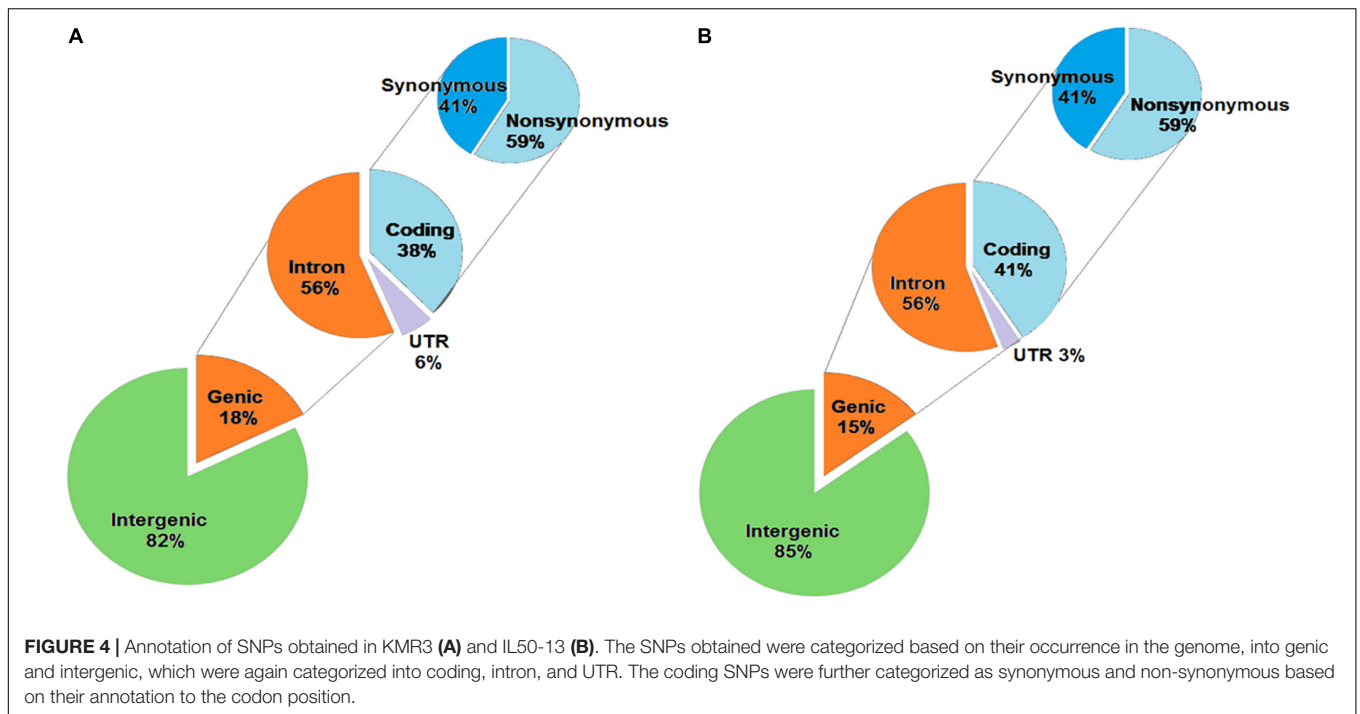 A
Synonymous
41%
Nonsynonymous
59%
Coding
38%
Intron
56%
UTR
6%
Genic
18%
Intergenic
82%
B
Synonymous
41%
Nonsynonymous
59%
Coding
41%
Intron
56%
UTR 3%
Genic
15%
Intergenic
85%
FIGURE 4 | Annotation of SNPs obtained in KMR3 (A) and IL50-13 (B). The SNPs obtained were categorized based on their occurrence in the genome, into genic
and intergenic, which were again categorized into coding, intron, and UTR. The coding SNPs were further categorized as synonymous and non-synonymous based
on their annotation to the codon position.